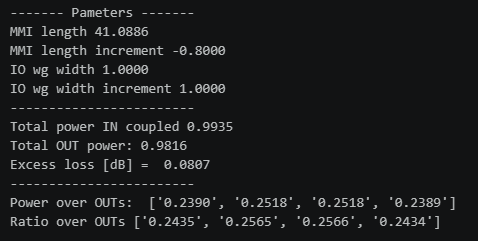 ------- Pameters -------
MMI length 41.0886
MMI length increment -0.8000
IO wg width 1.0000
IO wg width increment 1.0000
------------------------
Total power IN coupled 0.9935
Total OUT power: 0.9816
Excess loss [dB] =  0.0807
------------------------
Power over OUTs:  ['0.2390', '0.2518', '0.2518', '0.2389']
Ratio over OUTs ['0.2435', '0.2565', '0.2566', '0.2434']